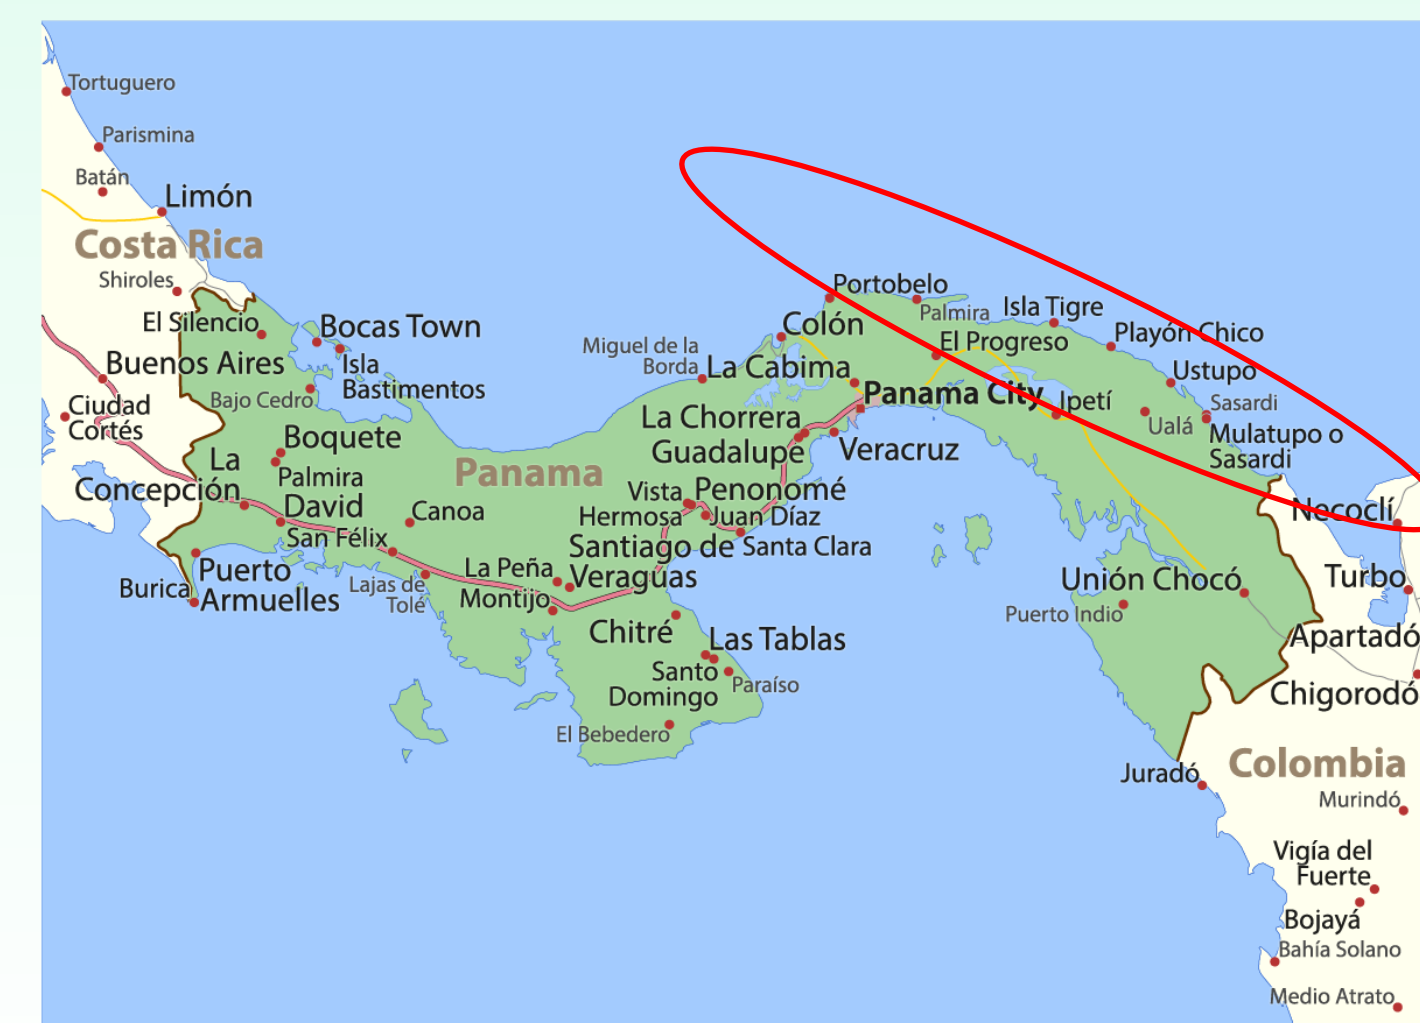 Tortuguero
Parismina
Batán
Limón
Costa Rica
Shiroles
El Silencio
Bocas Town
Buenos Aires
Isla
Bastimentos
Bajo Cedro
Ciudad
Cortés
Boquete
La
Concepción
Palmira
David
San Félix
Canoa
Panama
Puerto
Armuelles
Burica
Lajas de
Tolé
La Peña
Montijo
Santiago de
Veraguas
Vista
Hermosa
Penonomé
Juan Díaz
Santa Clara
Chitré
Las Tablas
Santo
Domingo
Paraíso
El Bebedero
Miguel de la
Borda
La Cabima
Colón
Portobelo
Palmira
Isla Tigre
El Progreso
Playón Chico
Panama City
Ipetí
La Chorrera
Guadalupe
Veracruz
Ustupo
Sasardi
Ualá
Mulatupo o
Sasardi
Necoclí
Unión Chocó
Puerto Indio
Turbo
Apartadó
Chigorodó
Colombia
Juradó
Murindó
Vigía del
Fuerte
Bojayá
Bahía Solano
Medio Atrato